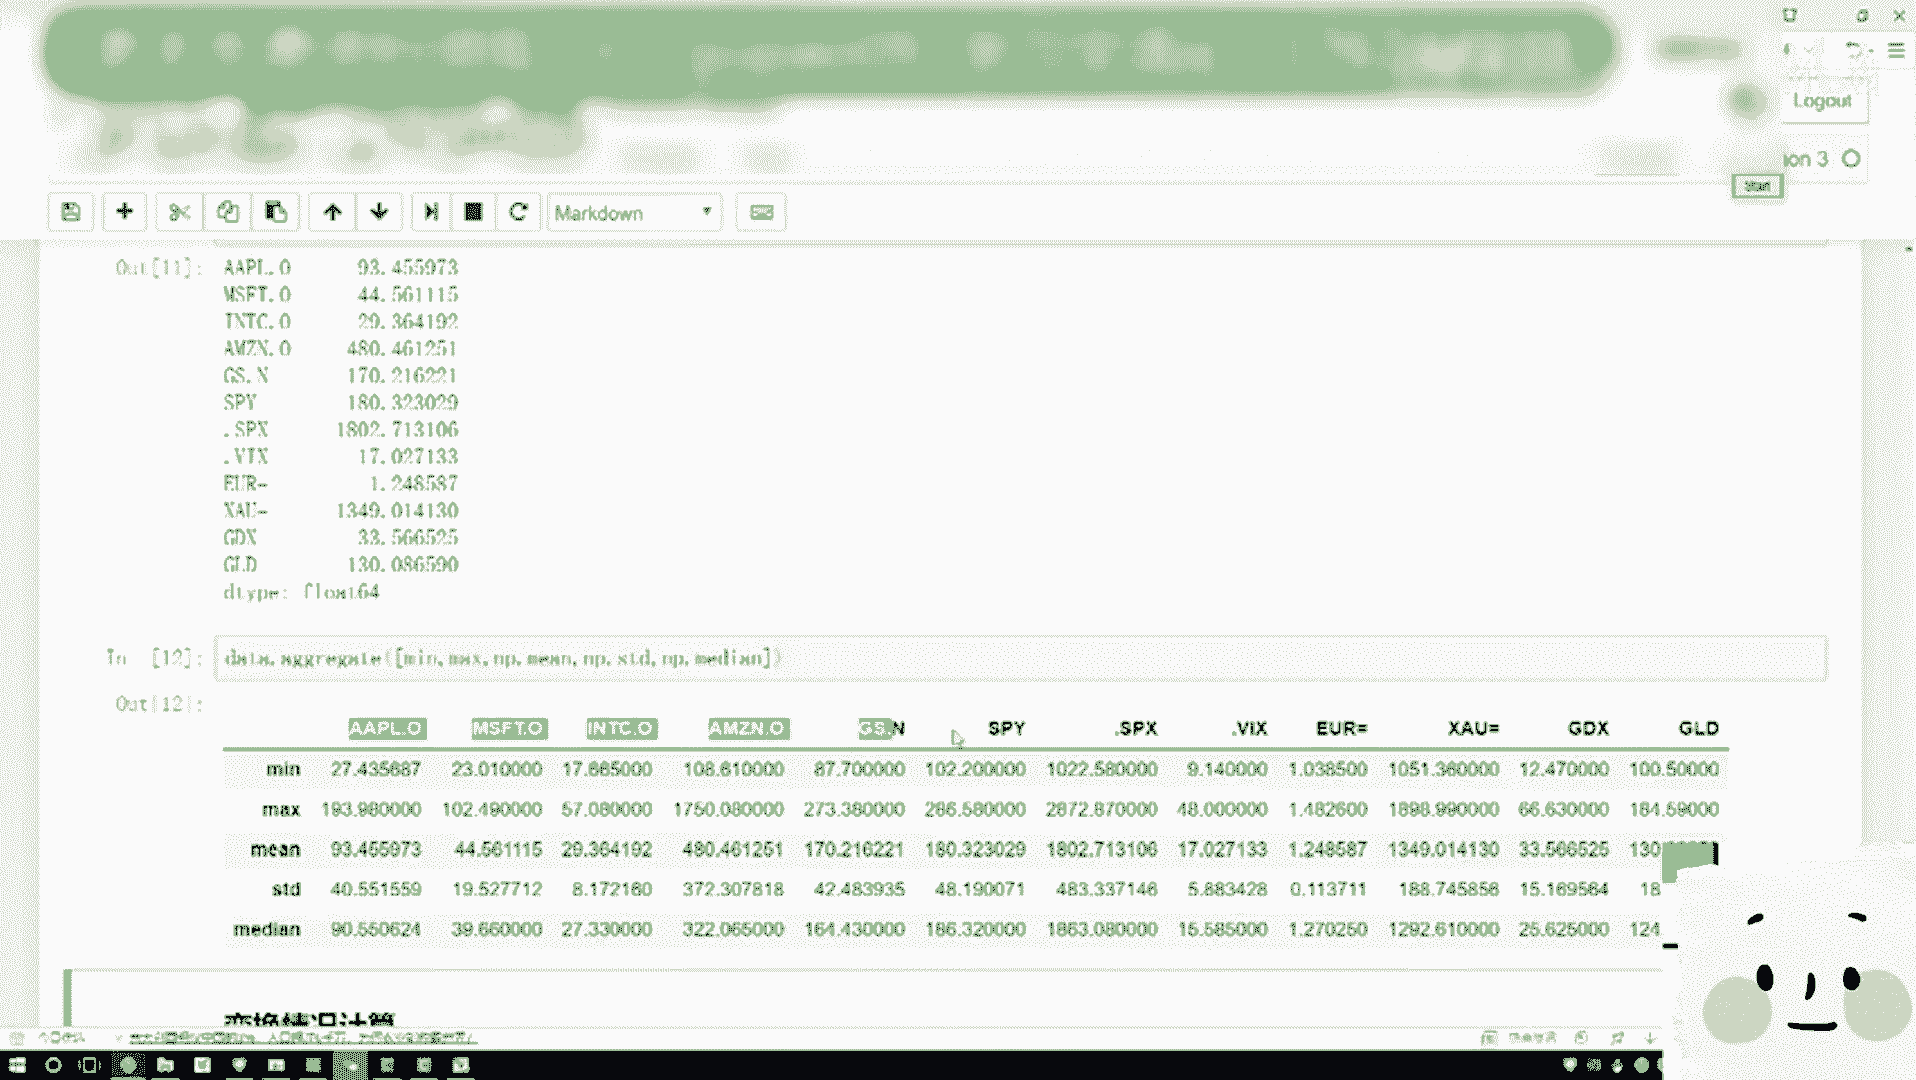 Logout
ion 3
Start
Markdown
Out[11]:
AAPL.O 93.455973
MSFT.O 44.561115
INTC.O 29.364192
AMZN.O 480.461251
GS.N 170.216221
SPY 180.323029
.SPX 1802.713106
.VIX 17.027133
EUR= 1.248587
XAU= 1349.014130
GDX 33.566525
GLD 130.086590
dtype: float64
In [12]: data.aggregate([min,max,np.mean,np.std,np.median])
Out[12]:
AAPL.O MSFT.O INTC.O AMZN.O GS.N SPY .SPX .VIX EUR= XAU= GDX GLD
min 27.435687 23.010000 17.665000 108.610000 87.700000 102.200000 1022.580000 9.140000 1.038500 1051.360000 12.470000 100.50000
max 193.980000 102.490000 57.080000 1750.080000 273.380000 286.580000 2872.870000 48.000000 1.482600 1898.990000 66.630000 184.59000
mean 93.455973 44.561115 29.364192 480.461251 170.216221 180.323029 1802.713106 17.027133 1.248587 1349.014130 33.566525 130
std 40.551559 19.527712 8.172160 372.307818 42.483935 48.190071 483.337146 5.883428 0.113711 188.745856 15.169564 18
median 90.550624 39.660000 27.330000 322.065000 164.430000 186.320000 1863.080000 15.585000 1.270250 1292.610000 25.625000 124